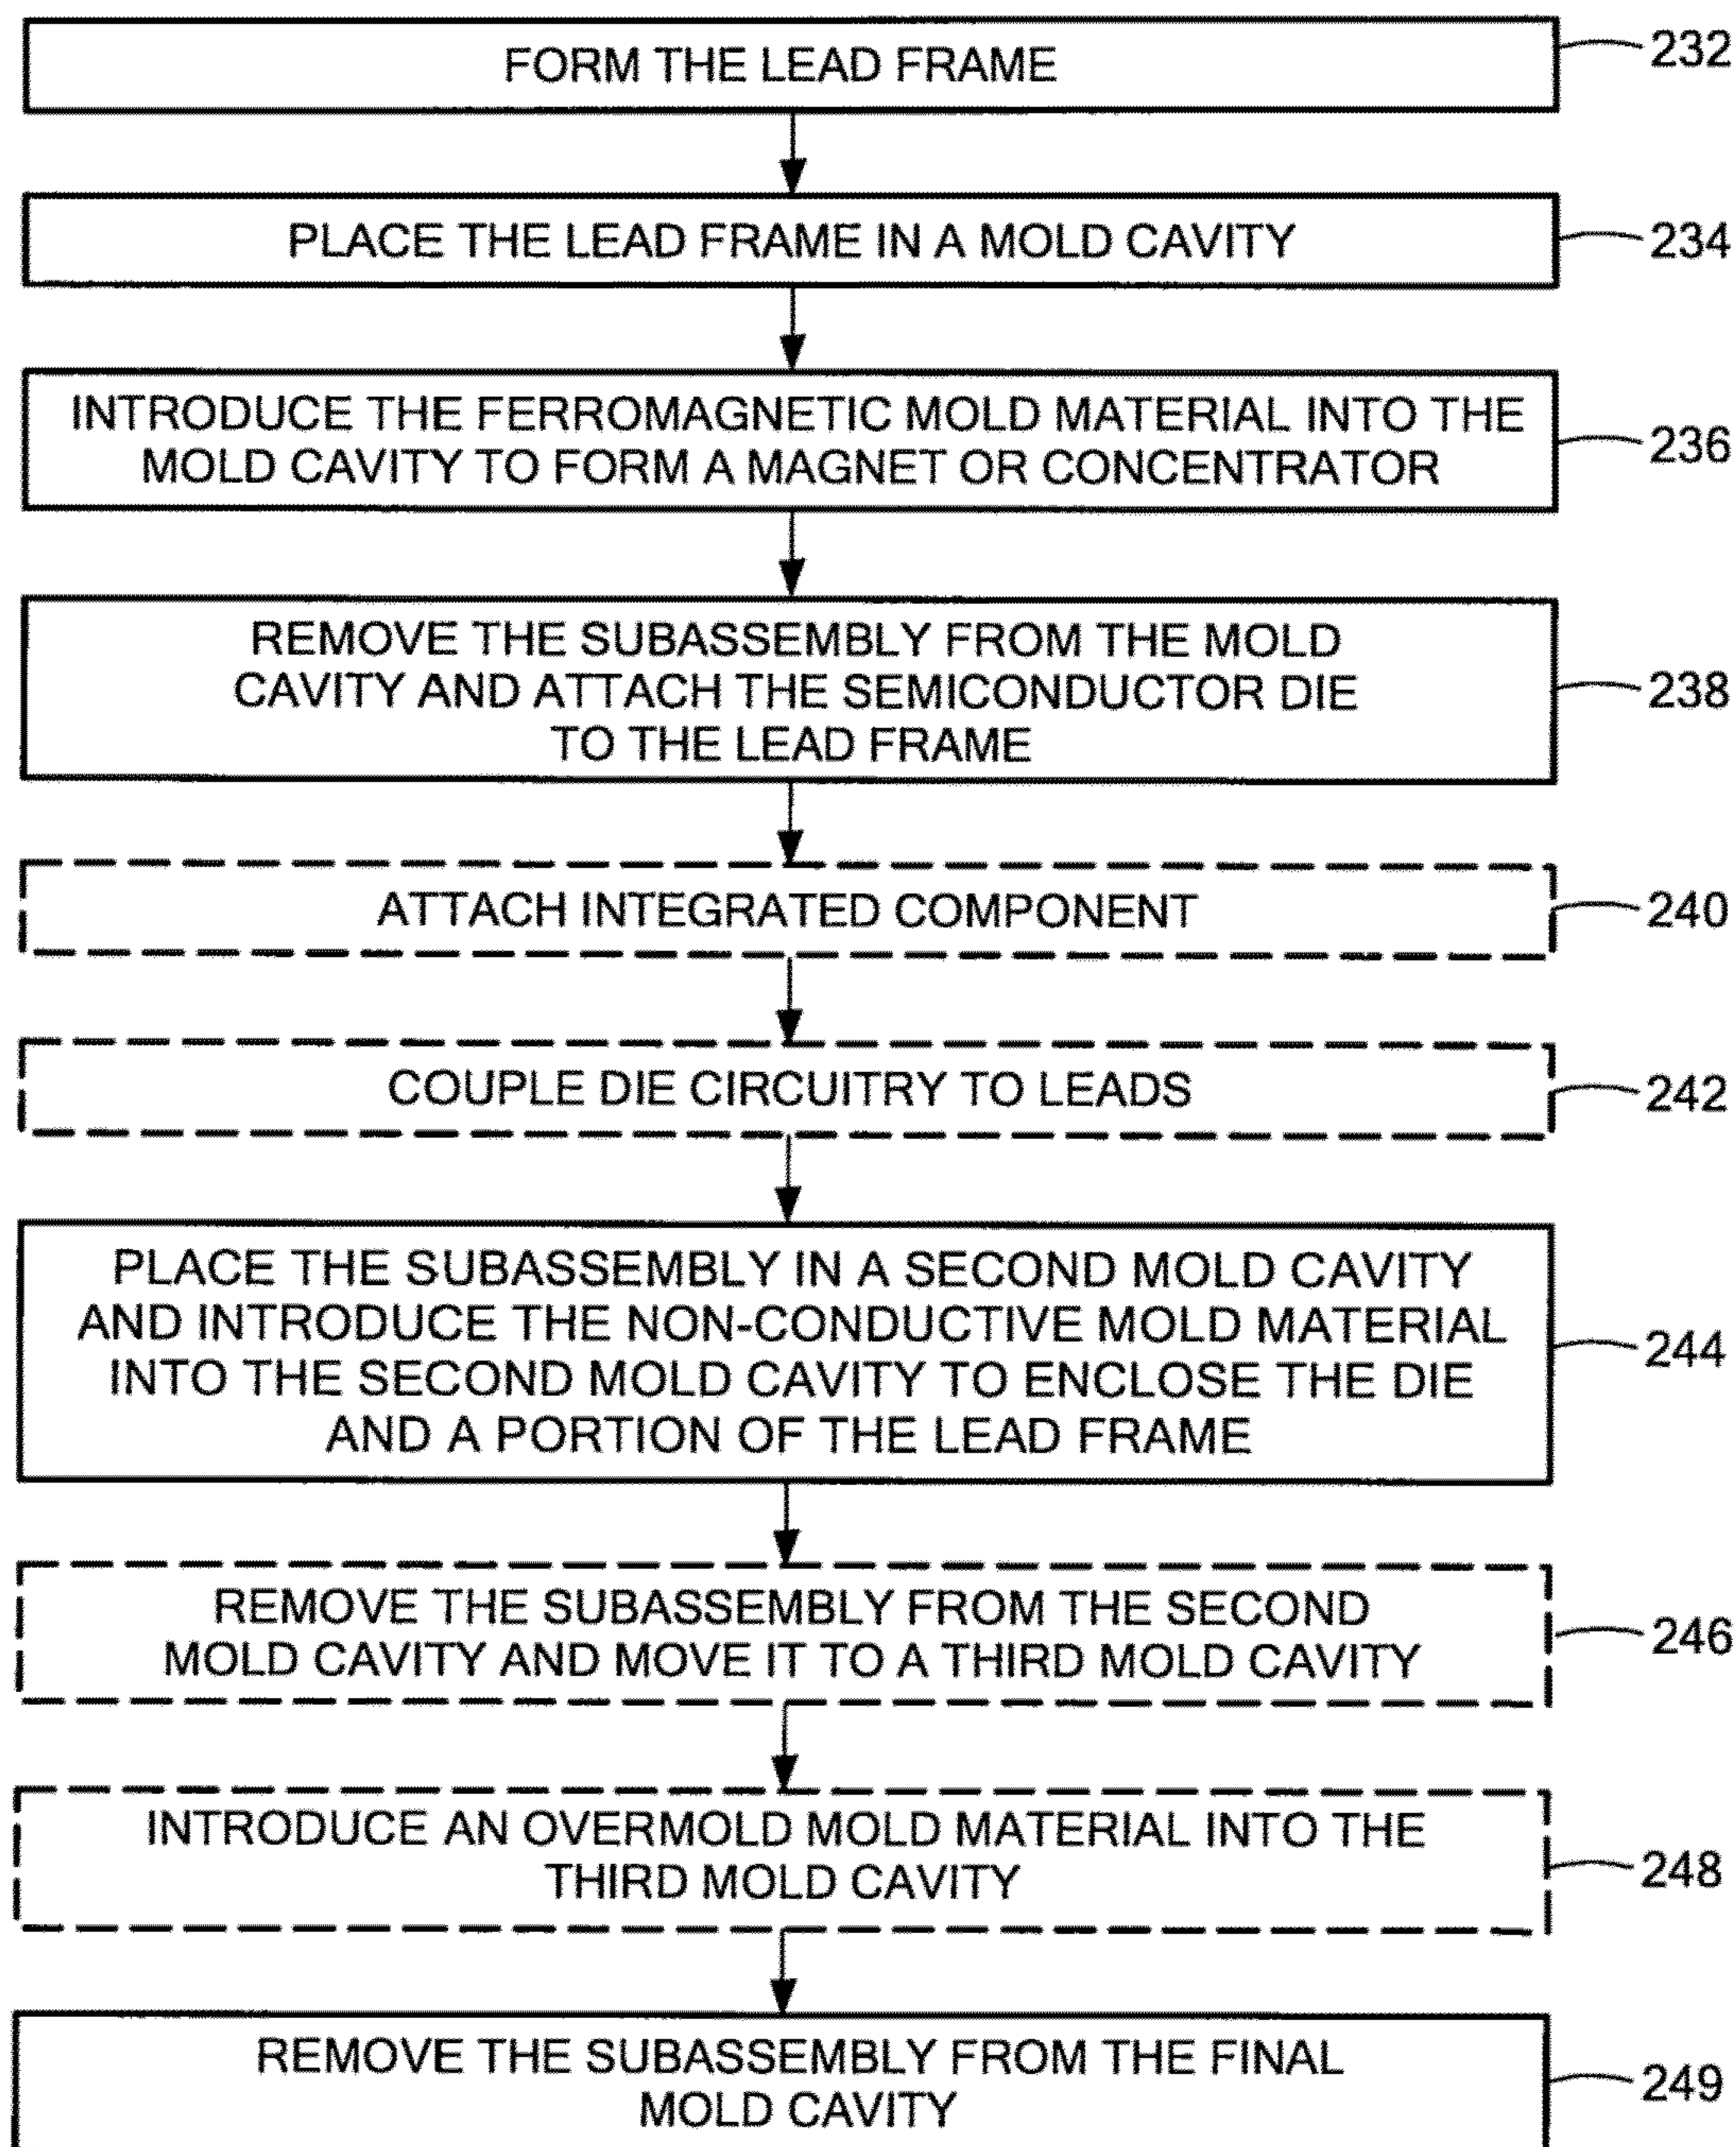 FORM THE LEAD FRAME
232
PLACE THE LEAD FRAME IN A MOLD CAVITY
234
INTRODUCE THE FERROMAGNETIC MOLD MATERIAL INTO THE
MOLD CAVITY TO FORM A MAGNET OR CONCENTRATOR
236
REMOVE THE SUBASSEMBLY FROM THE MOLD
CAVITY AND ATTACH THE SEMICONDUCTOR DIE
TO THE LEAD FRAME
238
ATTACH INTEGRATED COMPONENT
240
COUPLE DIE CIRCUITRY TO LEADS
242
PLACE THE SUBASSEMBLY IN A SECOND MOLD CAVITY
AND INTRODUCE THE NON-CONDUCTIVE MOLD MATERIAL
INTO THE SECOND MOLD CAVITY TO ENCLOSE THE DIE
AND A PORTION OF THE LEAD FRAME
244
REMOVE THE SUBASSEMBLY FROM THE SECOND
MOLD CAVITY AND MOVE IT TO A THIRD MOLD CAVITY
246
INTRODUCE AN OVERMOLD MOLD MATERIAL INTO THE
THIRD MOLD CAVITY
248
REMOVE THE SUBASSEMBLY FROM THE FINAL
MOLD CAVITY
249